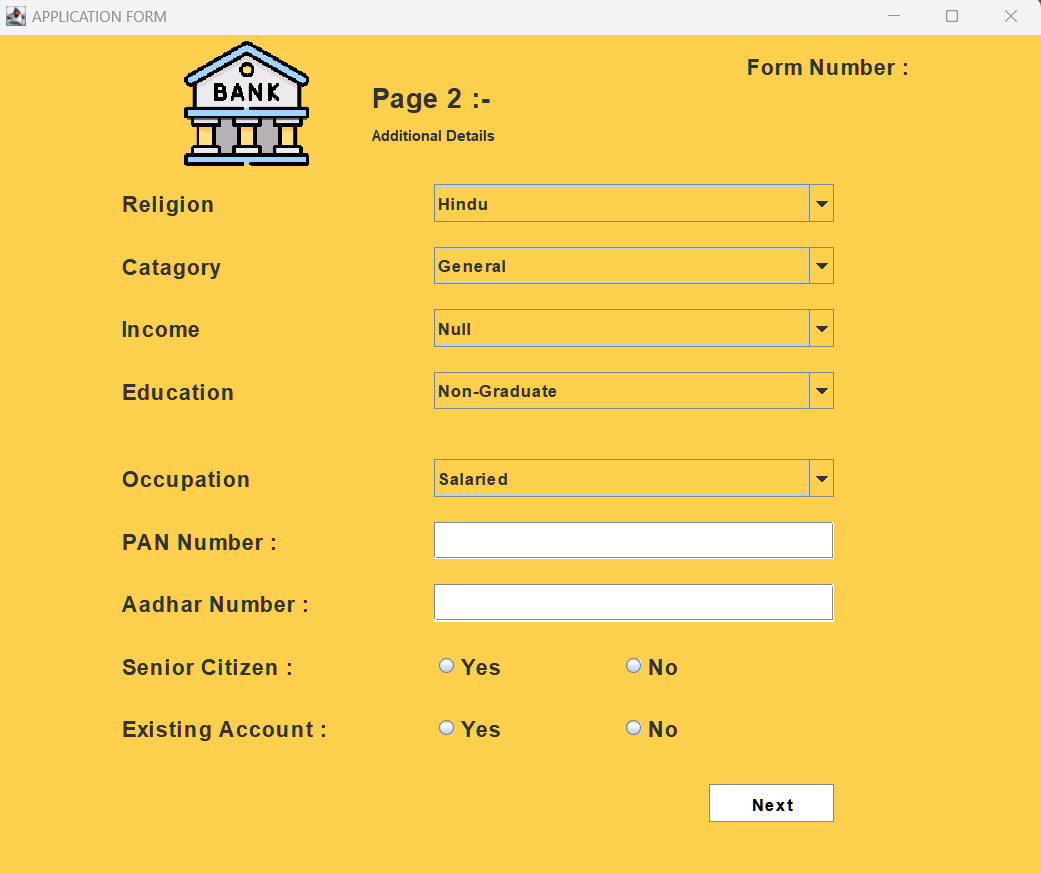 APPLICATION FORM
BANK
Form Number :
Page 2 :-
Additional Details
Religion Hindu
Catagory General
Income Null
Education Non-Graduate
Occupation Salaried
PAN Number :
Aadhar Number :
Senior Citizen : Yes No
Existing Account : Yes No
Next